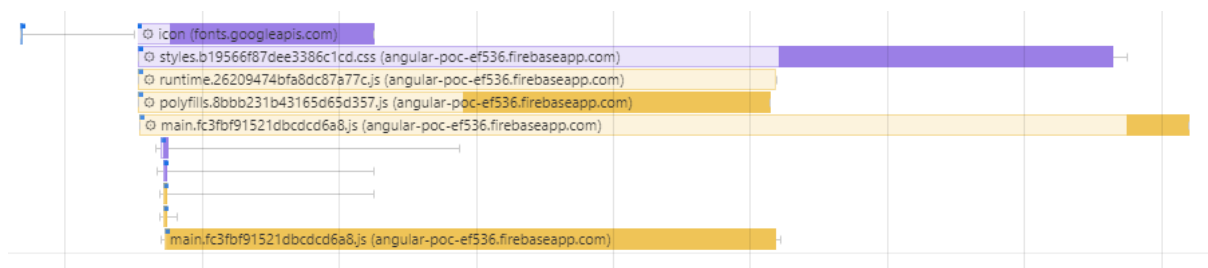 icon (fonts.googleapis.com)
styles.b19566f87dee3386c1cd.css (angular-poc-ef536.firebaseapp.com)
runtime.26209474bfa8dc87a77c.js (angular-poc-ef536.firebaseapp.com)
polyfills.8bbb231b43165d65d357.js (angular-poc-ef536.firebaseapp.com)
main.fc3fbf91521dbcdcd6a8.js (angular-poc-ef536.firebaseapp.com)
main.fc3fbf91521dbcdcd6a8.js (angular-poc-ef536.firebaseapp.com)